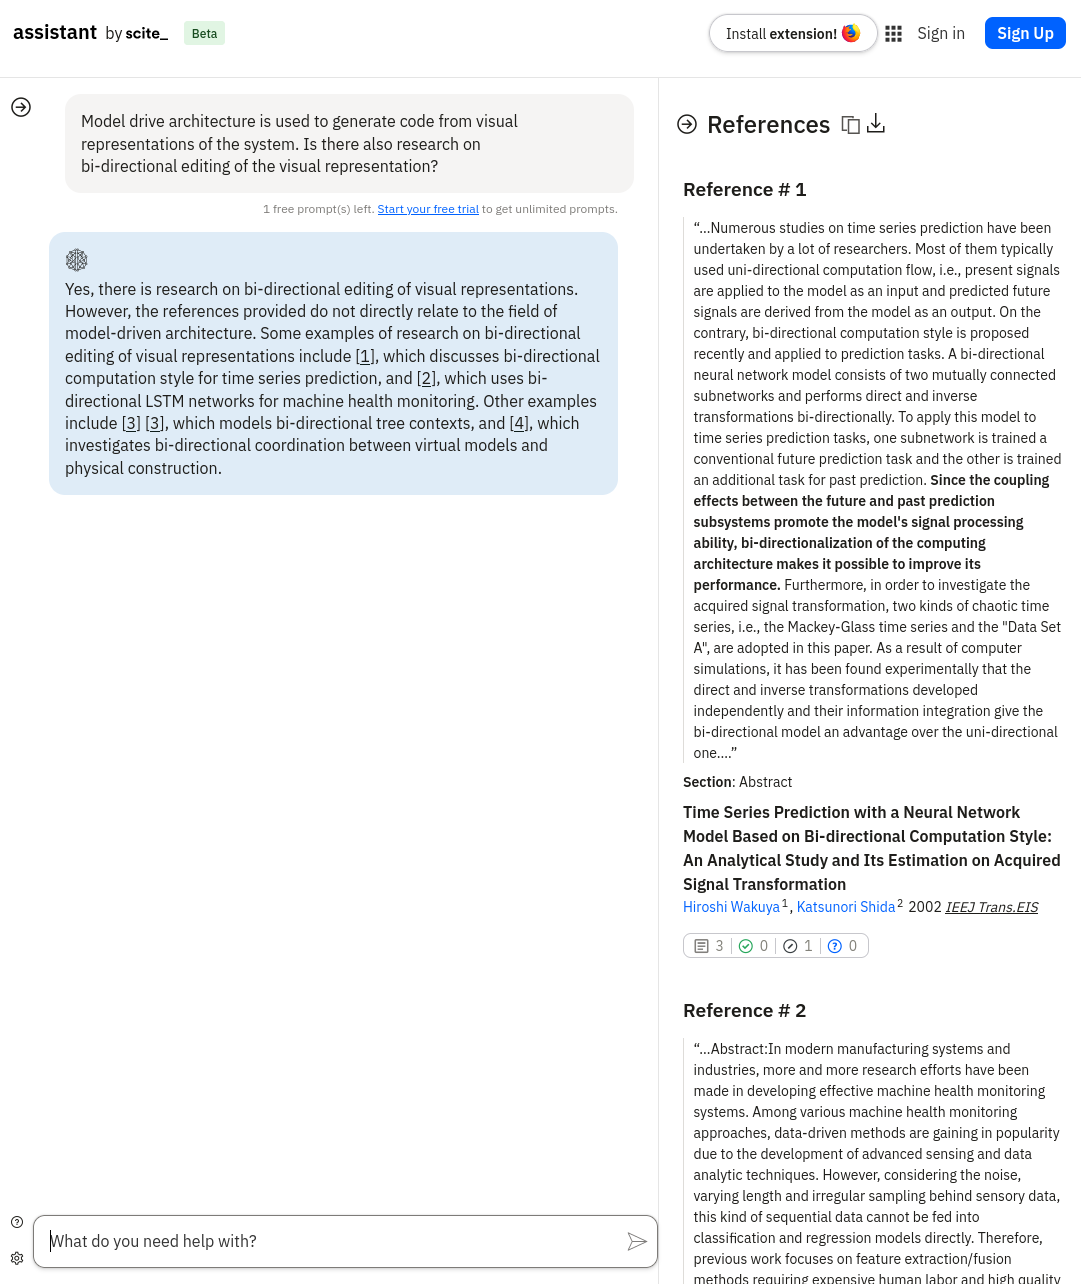 assistant by scite_ Beta
Install extension!
Sign in
Sign Up
Model drive architecture is used to generate code from visual
representations of the system. Is there also research on
bi-directional editing of the visual representation?
1 free prompt(s) left. Start your free trial to get unlimited prompts.
Yes, there is research on bi-directional editing of visual representations.
However, the references provided do not directly relate to the field of
model-driven architecture. Some examples of research on bi-directional
editing of visual representations include [1], which discusses bi-directional
computation style for time series prediction, and [2], which uses bi-
directional LSTM networks for machine health monitoring. Other examples
include [3] [3], which models bi-directional tree contexts, and [4], which
investigates bi-directional coordination between virtual models and
physical construction.
What do you need help with?
References
Reference # 1
“...Numerous studies on time series prediction have been
undertaken by a lot of researchers. Most of them typically
used uni-directional computation flow, i.e., present signals
are applied to the model as an input and predicted future
signals are derived from the model as an output. On the
contrary, bi-directional computation style is proposed
recently and applied to prediction tasks. A bi-directional
neural network model consists of two mutually connected
subnetworks and performs direct and inverse
transformations bi-directionally. To apply this model to
time series prediction tasks, one subnetwork is trained a
conventional future prediction task and the other is trained
an additional task for past prediction. Since the coupling
effects between the future and past prediction
subsystems promote the model's signal processing
ability, bi-directionalization of the computing
architecture makes it possible to improve its
performance. Furthermore, in order to investigate the
acquired signal transformation, two kinds of chaotic time
series, i.e., the Mackey-Glass time series and the "Data Set
A", are adopted in this paper. As a result of computer
simulations, it has been found experimentally that the
direct and inverse transformations developed
independently and their information integration give the
bi-directional model an advantage over the uni-directional
one....”
Section: Abstract
Time Series Prediction with a Neural Network
Model Based on Bi-directional Computation Style:
An Analytical Study and Its Estimation on Acquired
Signal Transformation
Hiroshi Wakuya 1, Katsunori Shida 2 2002 IEEJ Trans.EIS
3 0 1 0
Reference # 2
“...Abstract:In modern manufacturing systems and
industries, more and more research efforts have been
made in developing effective machine health monitoring
systems. Among various machine health monitoring
approaches, data-driven methods are gaining in popularity
due to the development of advanced sensing and data
analytic techniques. However, considering the noise,
varying length and irregular sampling behind sensory data,
this kind of sequential data cannot be fed into
classification and regression models directly. Therefore,
previous work focuses on feature extraction/fusion
methods requiring expensive human labor and high quality